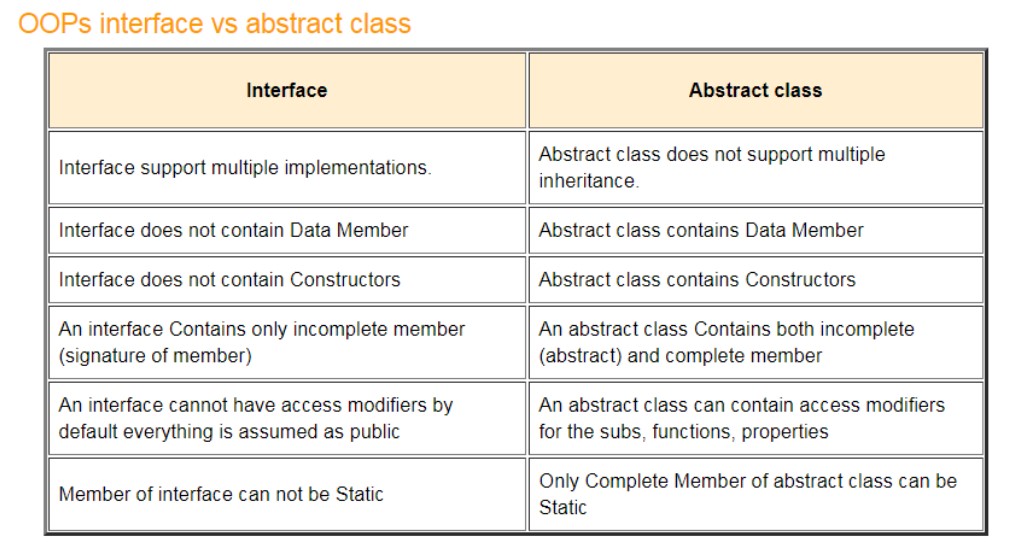 OOPs interface vs abstract class
Interface
Abstract class
Interface support multiple implementations.
Abstract class does not support multiple
inheritance.
Interface does not contain Data Member
Abstract class contains Data Member
Interface does not contain Constructors
Abstract class contains Constructors
An interface Contains only incomplete member
(signature of member)
An abstract class Contains both incomplete
(abstract) and complete member
An interface cannot have access modifiers by
default everything is assumed as public
An abstract class can contain access modifiers
for the subs, functions, properties
Member of interface can not be Static
Only Complete Member of abstract class can be
Static